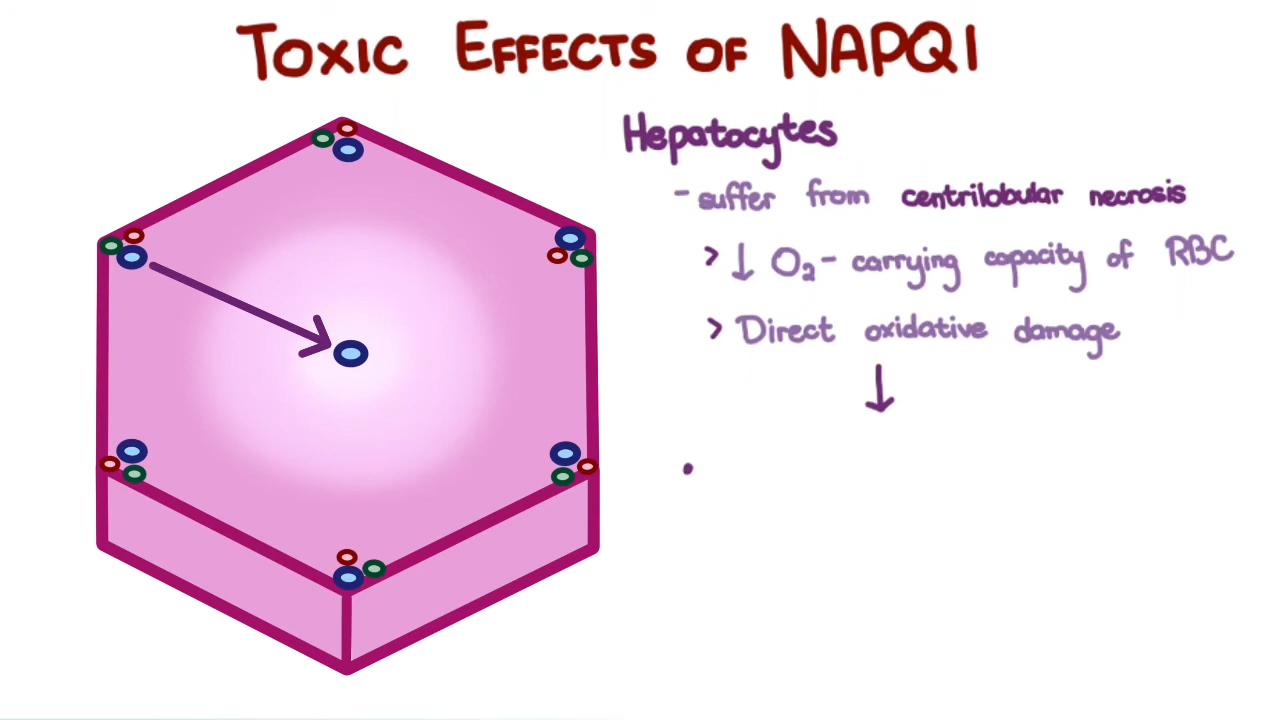 TOXIC EFFECTS OF NAPQI
Hepatocytes
- suffer from centrilobular necrosis
> ↓ O₂- carrying capacity of RBC
> Direct oxidative damage
↓
•